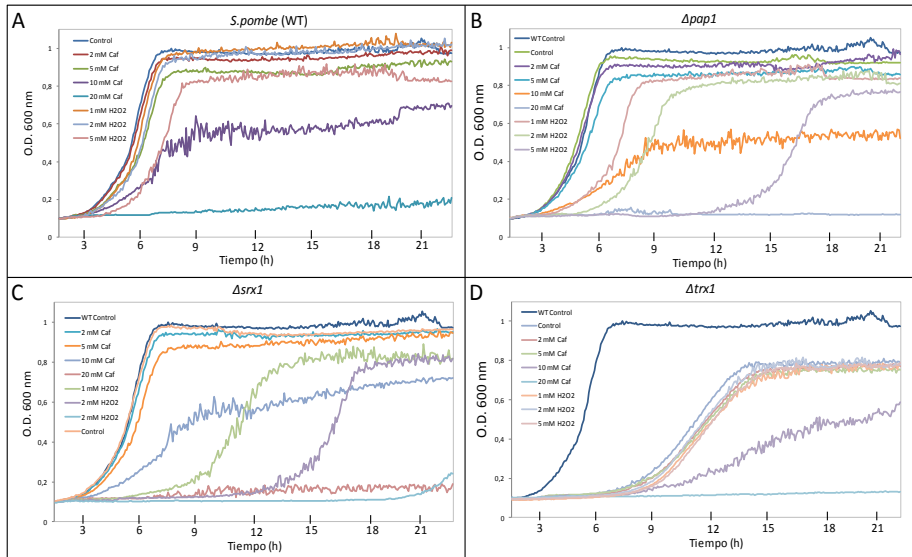 A
S.pombe (WT)
O.D. 600 nm
1
0,8
0,6
0,4
0,2
0
Control
2 mM Caf
5 mM Caf
10 mM Caf
20 mM Caf
1 mM H2O2
2 mM H2O2
5 mM H2O2
3 6 9 12 15 18 21
Tiempo (h)
B
Δpap1
O.D. 600 nm
1
0,8
0,6
0,4
0,2
0
WT Control
Control
2 mM Caf
5 mM Caf
10 mM Caf
20 mM Caf
1 mM H2O2
2 mM H2O2
5 mM H2O2
3 6 9 12 15 18 21
Tiempo (h)
C
Δsrx1
O.D. 600 nm
1
0,8
0,6
0,4
0,2
0
WT Control
2 mM Caf
5 mM Caf
10 mM Caf
20 mM Caf
1 mM H2O2
2 mM H2O2
2 mM H2O2
Control
3 6 9 12 15 18 21
Tiempo (h)
D
Δtrx1
O.D. 600 nm
1
0,8
0,6
0,4
0,2
0
WT Control
Control
2 mM Caf
5 mM Caf
10 mM Caf
20 mM Caf
1 mM H2O2
2 mM H2O2
5 mM H2O2
3 6 9 12 15 18 21
Tiempo (h)